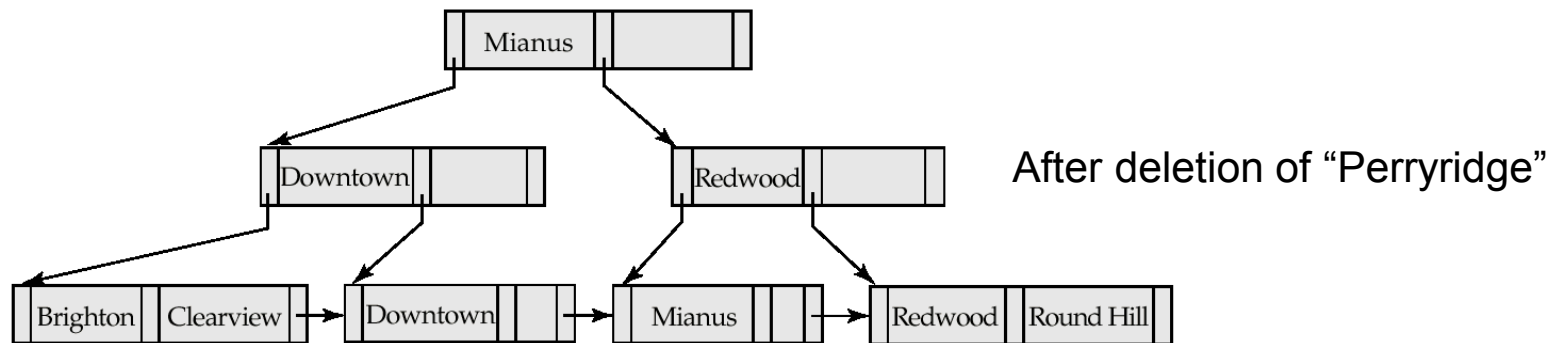 Mianus
Downtown
Redwood
After deletion of “Perryridge”
Brighton Clearview
Downtown
Mianus
Redwood Round Hill